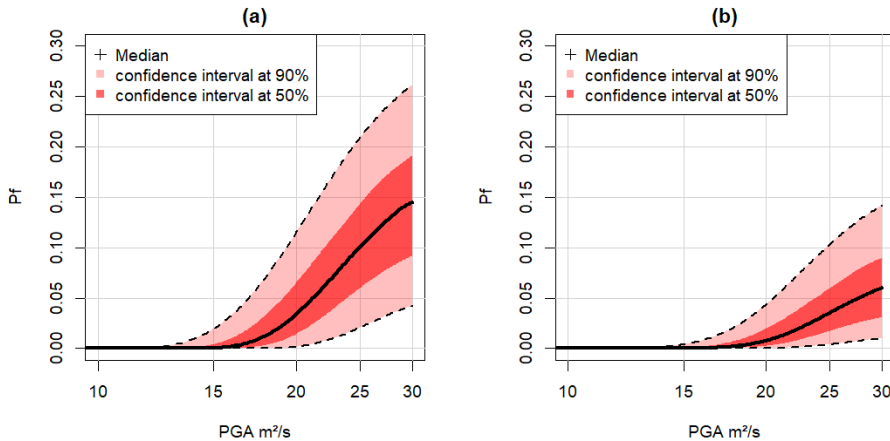 (a)
Median
confidence interval at 90%
confidence interval at 50%
0.30
0.25
0.20
0.15
0.10
0.05
0.00
Pf
10 15 20 25 30
PGA m²/s
(b)
Median
confidence interval at 90%
confidence interval at 50%
0.30
0.25
0.20
0.15
0.10
0.05
0.00
Pf
10 15 20 25 30
PGA m²/s